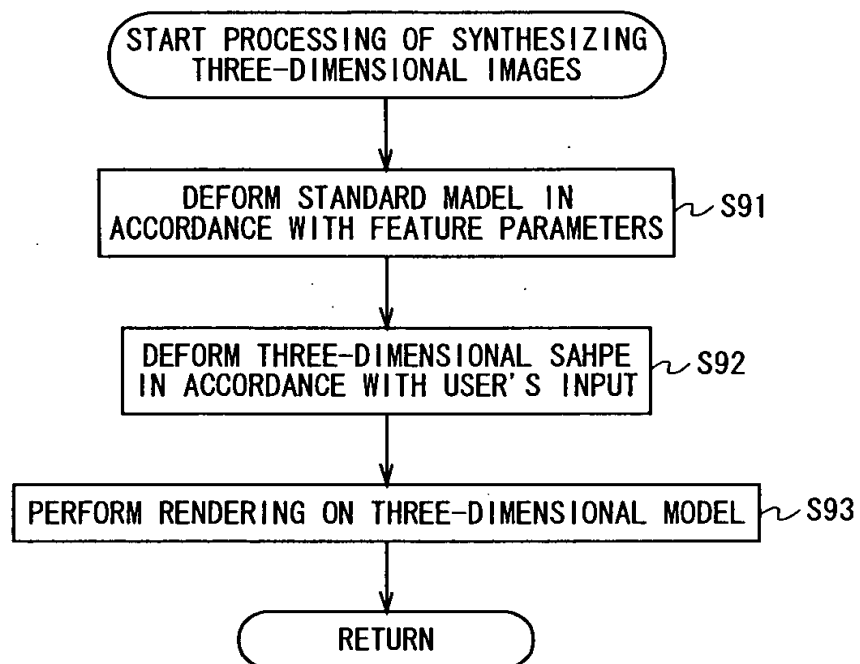 START PROCESSING OF SYNTHESIZING
THREE-DIMENSIONAL IMAGES
DEFORM STANDARD MADEL IN
ACCORDANCE WITH FEATURE PARAMETERS
S91
DEFORM THREE-DIMENSIONAL SAHPE
IN ACCORDANCE WITH USER'S INPUT
S92
PERFORM RENDERING ON THREE-DIMENSIONAL MODEL
S93
RETURN